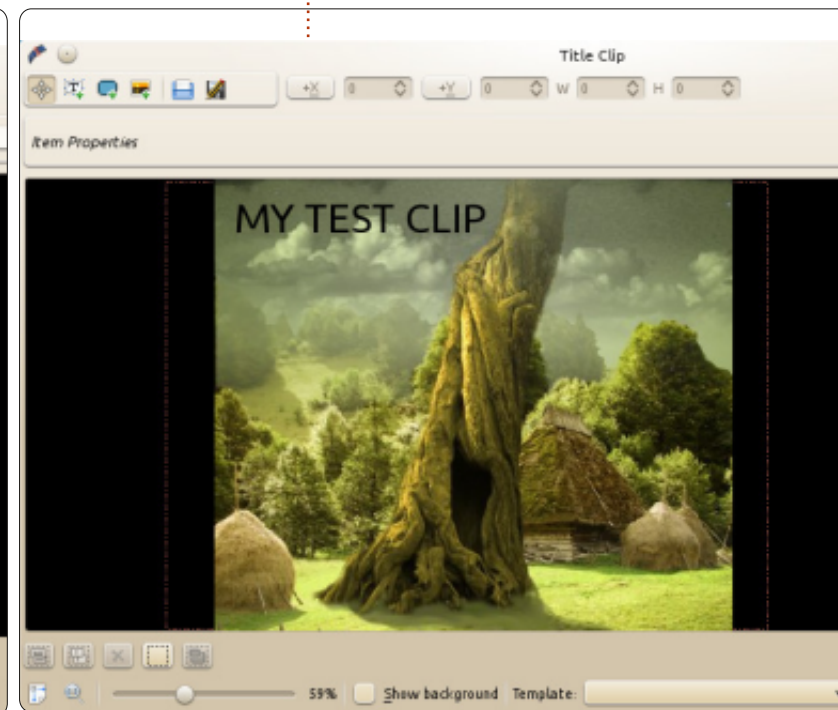 Title Clip
+X 0 +Y 0 W 0 H 0
Item Properties
MY TEST CLIP
59% Show background Template: